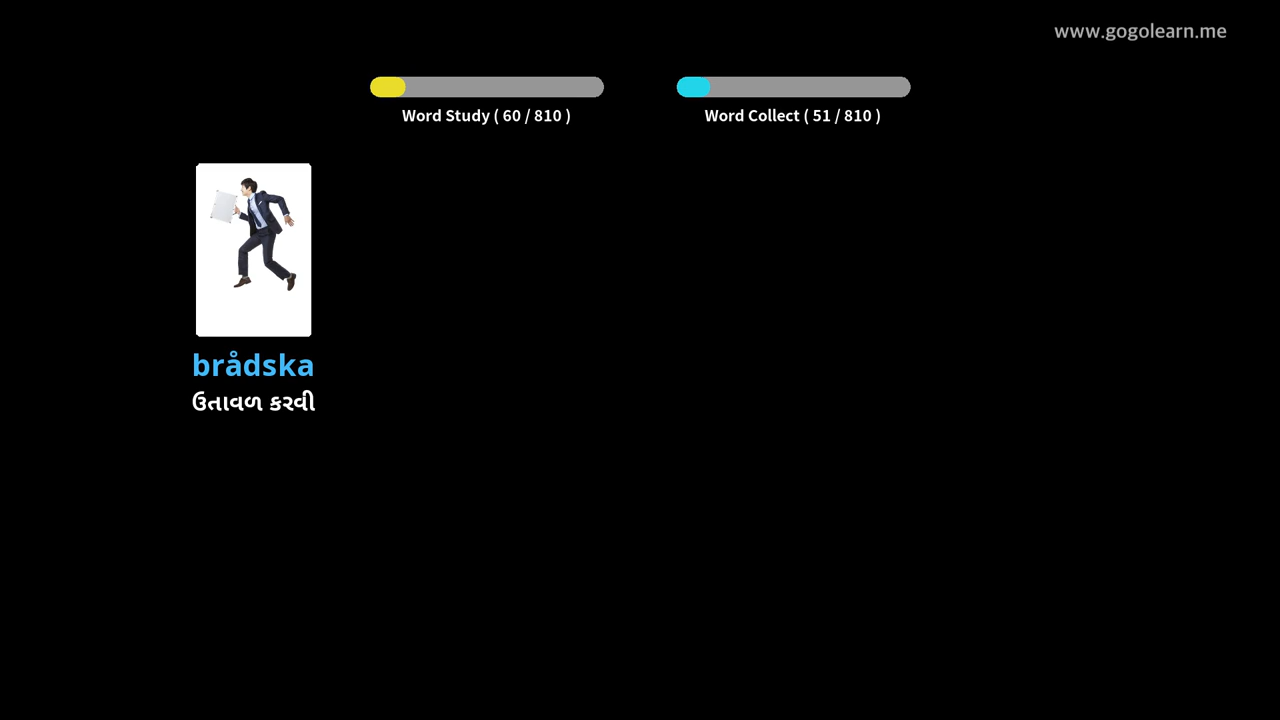 www.gogolearn.me
Word Study ( 60 / 810 )
Word Collect ( 51 / 810 )
brådska
ઉતાવળ કરવી